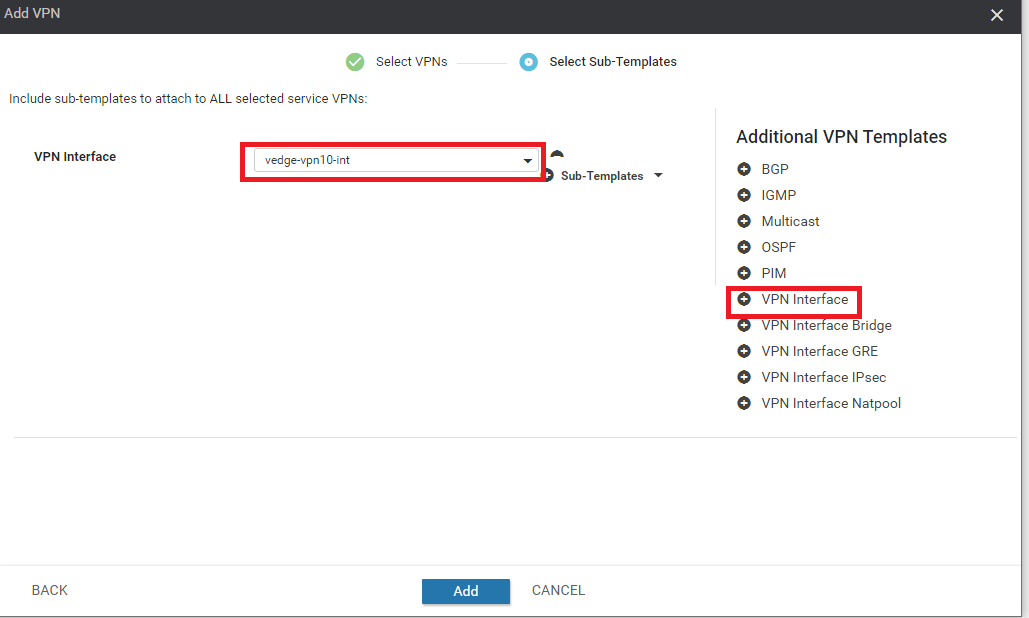 Add VPN
Select VPNs
Select Sub-Templates
Include sub-templates to attach to ALL selected service VPNs:
VPN Interface
vedge-vpn10-int
Sub-Templates
Additional VPN Templates
BGP
IGMP
Multicast
OSPF
PIM
VPN Interface
VPN Interface Bridge
VPN Interface GRE
VPN Interface IPsec
VPN Interface Natpool
BACK
Add
CANCEL